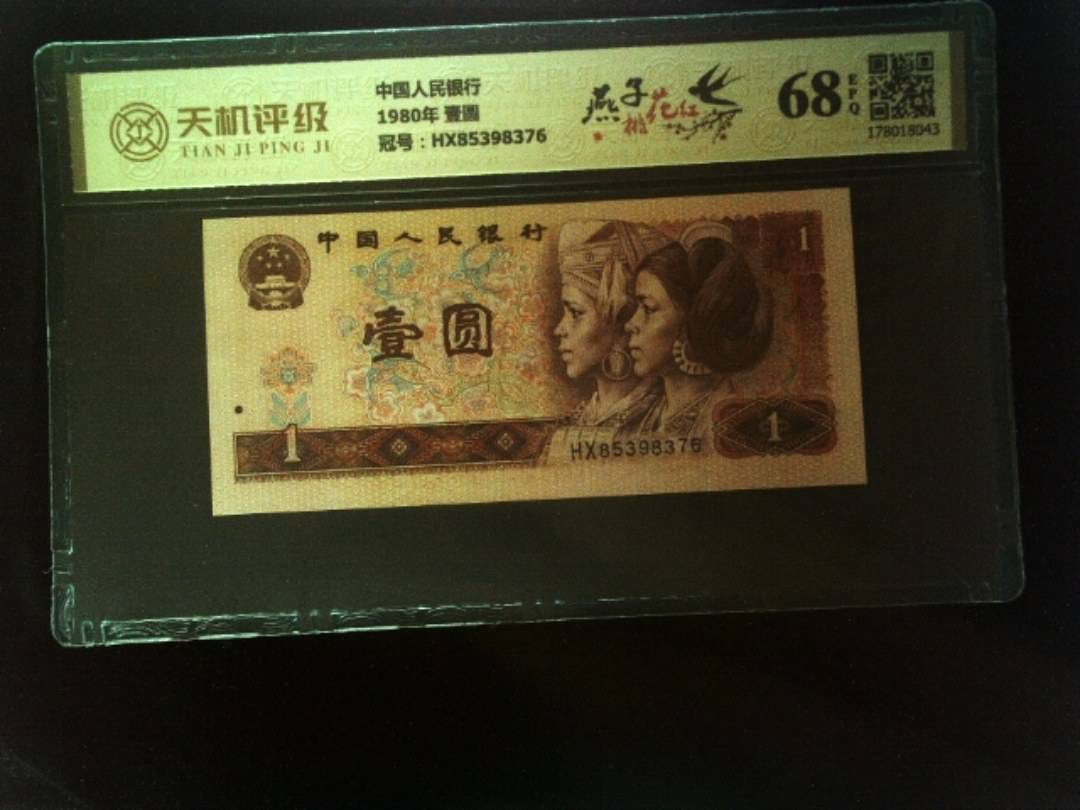 天机评级
TIAN JI PING JI
中国人民银行
1980年 壹圆
冠号：HX85398376
燕子
桃花红
68
EPQ
178018043
中国人民银行
壹圆
1
1
1
HX85398376